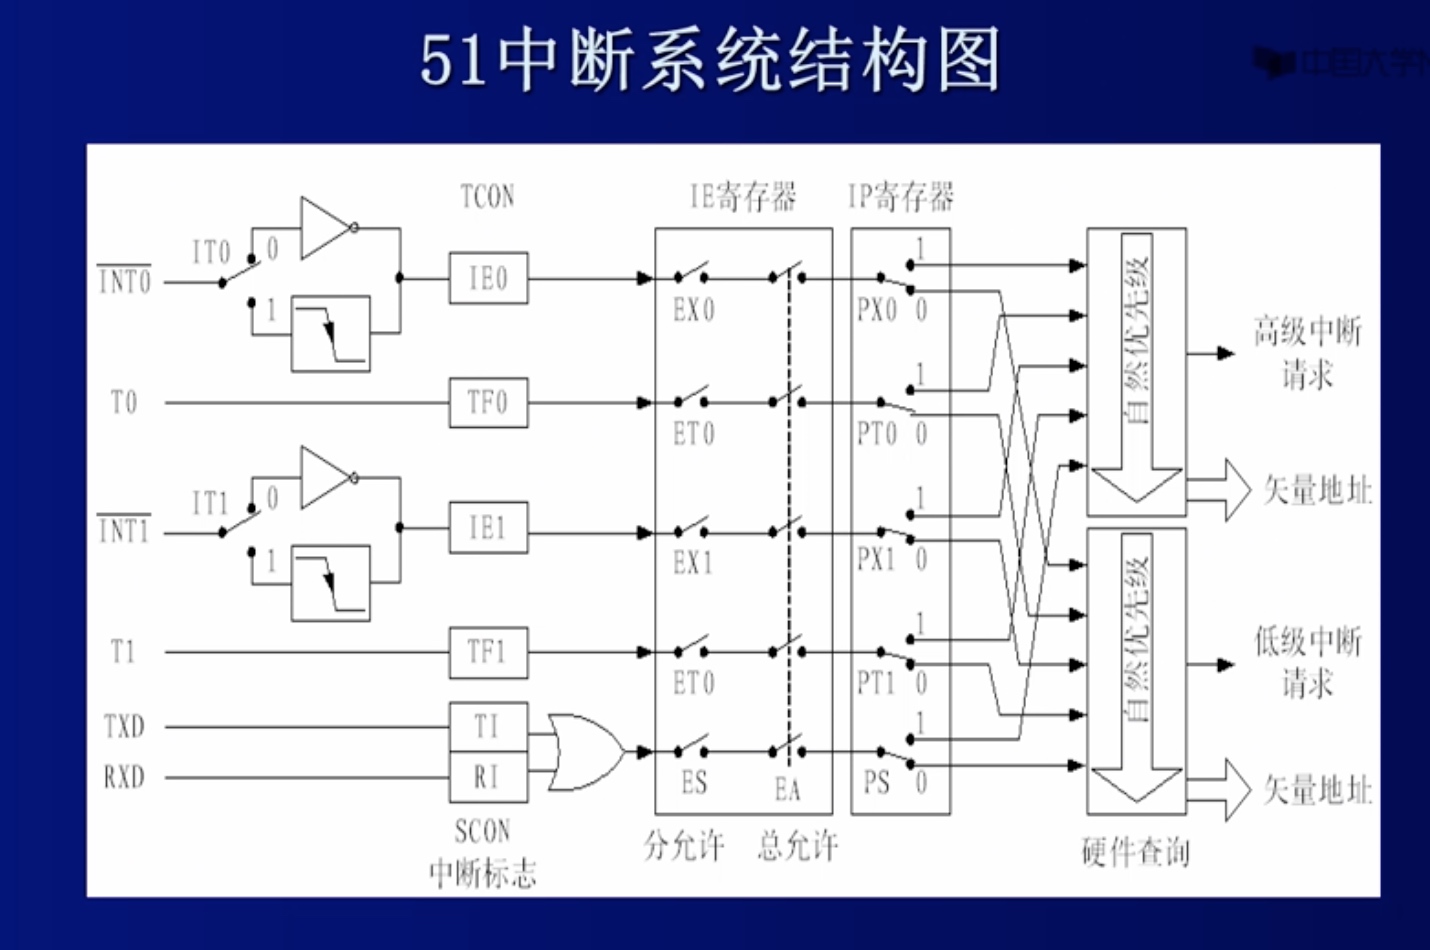 51中断系统结构图
中国大学
TCON
IE寄存器
IP寄存器
INT0
IT0
0
1
IE0
EX0
PX0
1
0
T0
TF0
ET0
PT0
1
0
INT1
IT1
0
1
IE1
EX1
PX1
1
0
T1
TF1
ET0
PT1
1
0
TXD
TI
RXD
RI
ES
EA
PS
1
0
SCON
中断标志
分允许
总允许
自然优先级
高级中断
请求
矢量地址
自然优先级
低级中断
请求
矢量地址
硬件查询